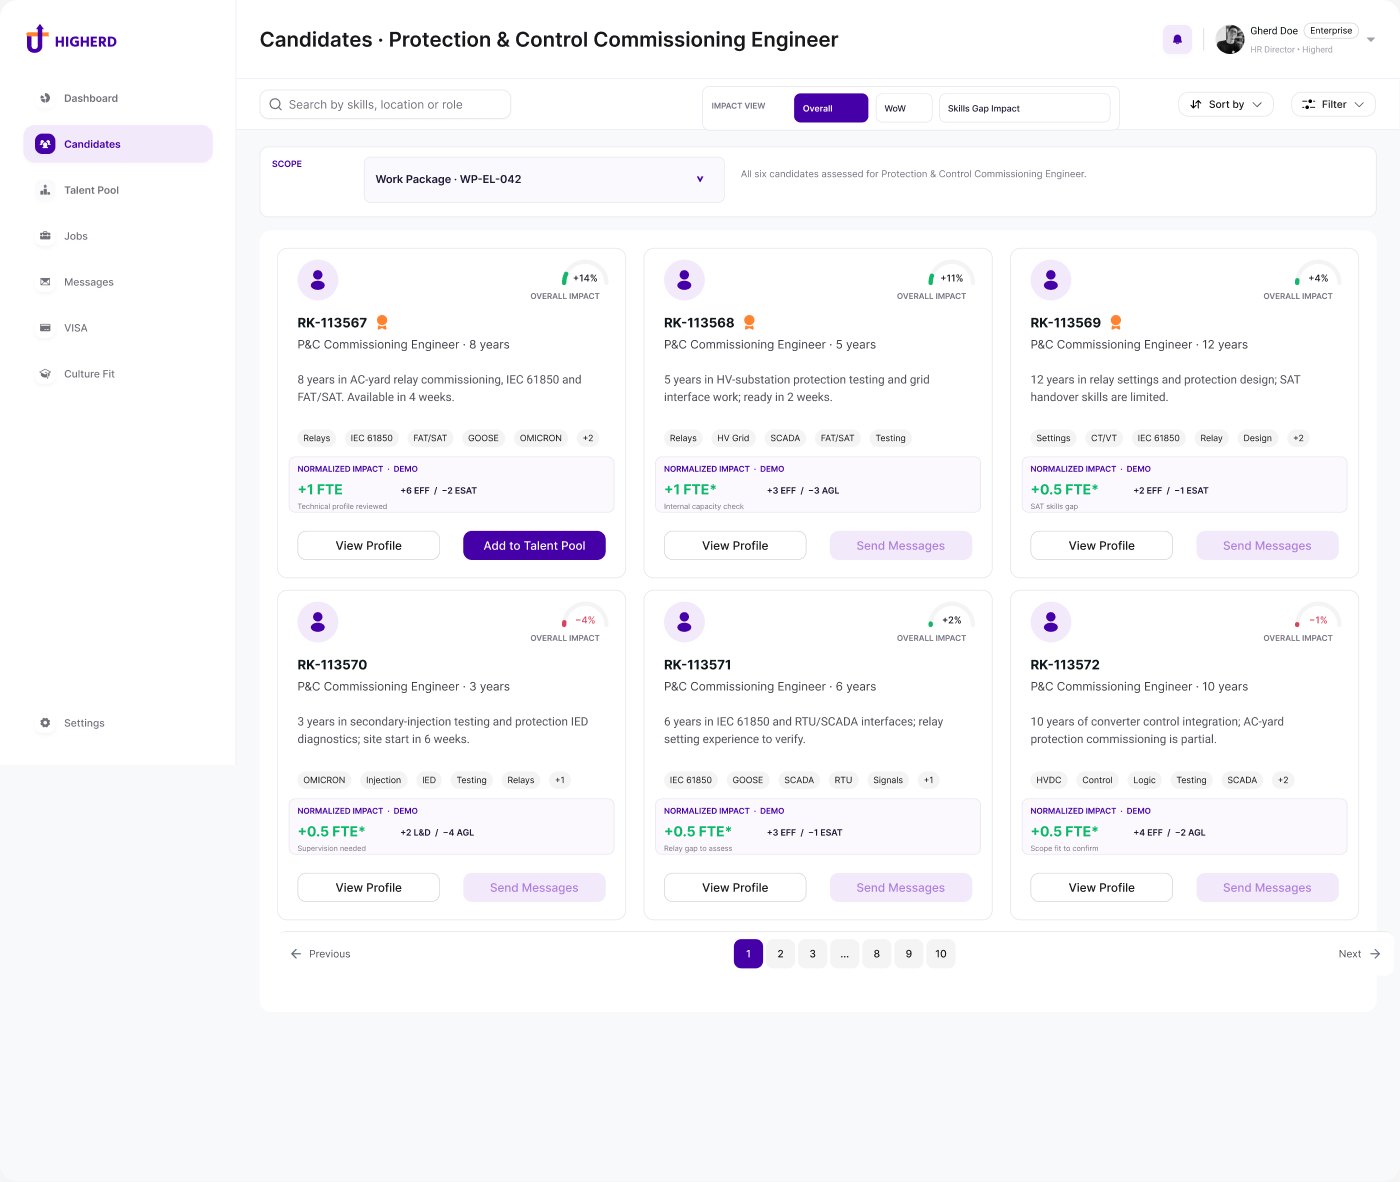 HIGHERD
Candidates · Protection & Control Commissioning Engineer
Gherd Doe
Enterprise
HR Director • Higherd
Dashboard
Candidates
Talent Pool
Jobs
Messages
VISA
Culture Fit
Settings
Search by skills, location or role
IMPACT VIEW
Overall
WoW
Skills Gap Impact
Sort by
Filter
SCOPE
Work Package · WP-EL-042
All six candidates assessed for Protection & Control Commissioning Engineer.
+14%
OVERALL IMPACT
RK-113567
P&C Commissioning Engineer · 8 years
8 years in AC-yard relay commissioning, IEC 61850 and
FAT/SAT. Available in 4 weeks.
Relays IEC 61850 FAT/SAT GOOSE OMICRON +2
NORMALIZED IMPACT · DEMO
+1 FTE +6 EFF / −2 ESAT
Technical profile reviewed
View Profile Add to Talent Pool
+11%
OVERALL IMPACT
RK-113568
P&C Commissioning Engineer · 5 years
5 years in HV-substation protection testing and grid
interface work; ready in 2 weeks.
Relays HV Grid SCADA FAT/SAT Testing
NORMALIZED IMPACT · DEMO
+1 FTE* +3 EFF / −3 AGL
Internal capacity check
View Profile Send Messages
+4%
OVERALL IMPACT
RK-113569
P&C Commissioning Engineer · 12 years
12 years in relay settings and protection design; SAT
handover skills are limited.
Settings CT/VT IEC 61850 Relay Design +2
NORMALIZED IMPACT · DEMO
+0.5 FTE* +2 EFF / −1 ESAT
SAT skills gap
View Profile Send Messages
−4%
OVERALL IMPACT
RK-113570
P&C Commissioning Engineer · 3 years
3 years in secondary-injection testing and protection IED
diagnostics; site start in 6 weeks.
OMICRON Injection IED Testing Relays +1
NORMALIZED IMPACT · DEMO
+0.5 FTE* +2 L&D / −4 AGL
Supervision needed
View Profile Send Messages
+2%
OVERALL IMPACT
RK-113571
P&C Commissioning Engineer · 6 years
6 years in IEC 61850 and RTU/SCADA interfaces; relay
setting experience to verify.
IEC 61850 GOOSE SCADA RTU Signals +1
NORMALIZED IMPACT · DEMO
+0.5 FTE* +3 EFF / −1 ESAT
Relay gap to assess
View Profile Send Messages
−1%
OVERALL IMPACT
RK-113572
P&C Commissioning Engineer · 10 years
10 years of converter control integration; AC-yard
protection commissioning is partial.
HVDC Control Logic Testing SCADA +2
NORMALIZED IMPACT · DEMO
+0.5 FTE* +4 EFF / −2 AGL
Scope fit to confirm
View Profile Send Messages
Previous 1 2 3 ... 8 9 10 Next